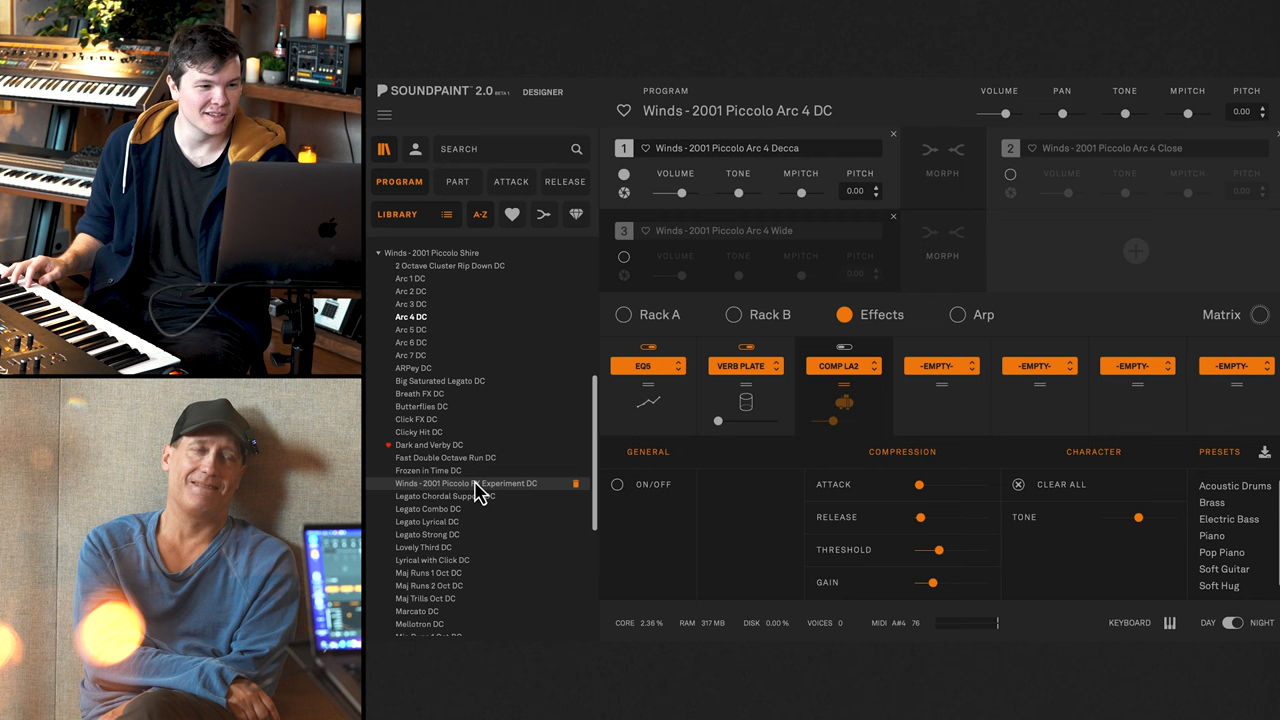 SOUNDPAINT™ 2.0 BETA 1 DESIGNER
PROGRAM
Winds - 2001 Piccolo Arc 4 DC
VOLUME PAN TONE MPITCH PITCH
0.00
SEARCH
PROGRAM PART ATTACK RELEASE
LIBRARY A-Z
1 Winds - 2001 Piccolo Arc 4 Decca
VOLUME TONE MPITCH PITCH
0.00
MORPH
2 Winds - 2001 Piccolo Arc 4 Close
VOLUME TONE MPITCH PITCH
0.00
3 Winds - 2001 Piccolo Arc 4 Wide
VOLUME TONE MPITCH PITCH
0.00
MORPH
Winds - 2001 Piccolo Shire
2 Octave Cluster Rip Down DC
Arc 1 DC
Arc 2 DC
Arc 3 DC
Arc 4 DC
Arc 5 DC
Arc 6 DC
Arc 7 DC
ARPey DC
Big Saturated Legato DC
Breath FX DC
Butterflies DC
Click FX DC
Clicky Hit DC
Dark and Verby DC
Fast Double Octave Run DC
Frozen in Time DC
Winds - 2001 Piccolo Experiment DC
Legato Chordal
Legato Combo DC
Legato Lyrical DC
Legato Strong DC
Lovely Third DC
Lyrical with Click DC
Maj Runs 1 Oct DC
Maj Runs 2 Oct DC
Maj Trills Oct DC
Marcato DC
Mellotron DC
Rack A Rack B Effects Arp Matrix
EQ5 VERB PLATE COMP LA2 -EMPTY- -EMPTY- -EMPTY- -EMPTY-
GENERAL COMPRESSION CHARACTER PRESETS
ON/OFF
ATTACK
RELEASE
THRESHOLD
GAIN
CLEAR ALL
TONE
Acoustic Drums
Brass
Electric Bass
Piano
Pop Piano
Soft Guitar
Soft Hug
CORE 2.36 % RAM 317 MB DISK 0.00 % VOICES 0 MIDI A#4 76 KEYBOARD DAY NIGHT